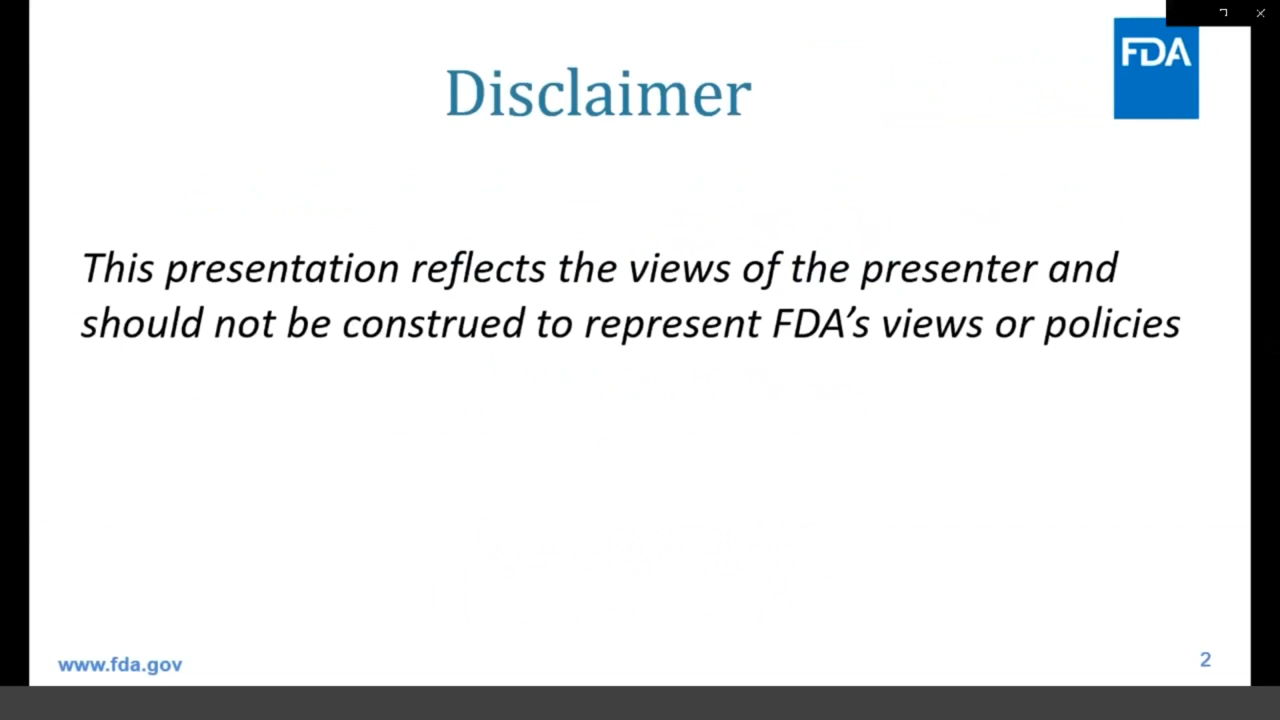 FDA
Disclaimer
This presentation reflects the views of the presenter and
should not be construed to represent FDA’s views or policies
www.fda.gov
2